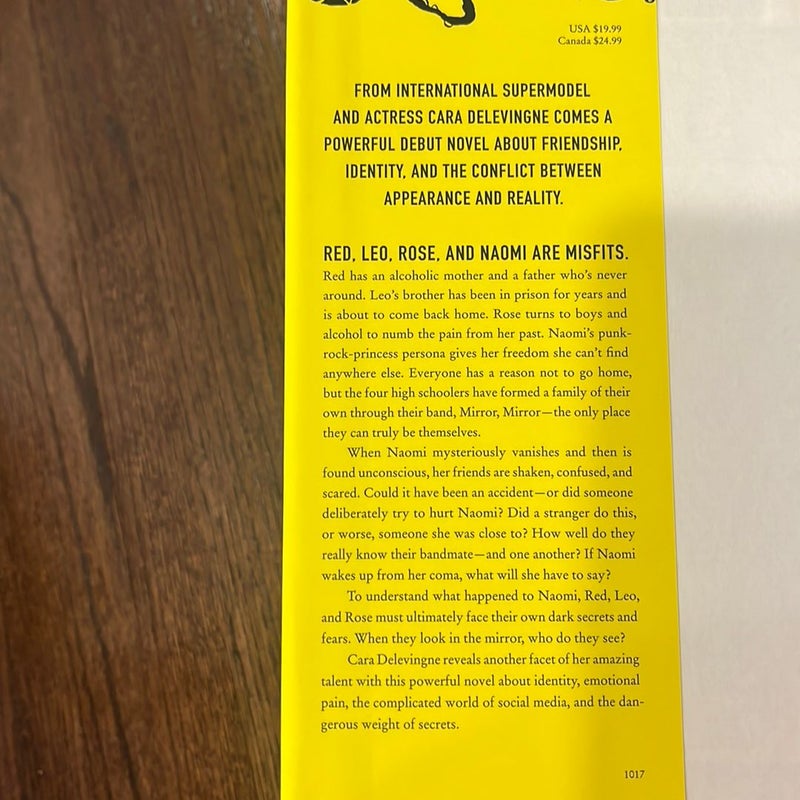 USA $19.99
Canada $24.99
FROM INTERNATIONAL SUPERMODEL
AND ACTRESS CARA DELEVINGNE COMES A
POWERFUL DEBUT NOVEL ABOUT FRIENDSHIP,
IDENTITY, AND THE CONFLICT BETWEEN
APPEARANCE AND REALITY.
RED, LEO, ROSE, AND NAOMI ARE MISFITS.
Red has an alcoholic mother and a father who's never
around. Leo's brother has been in prison for years and
is about to come back home. Rose turns to boys and
alcohol to numb the pain from her past. Naomi's punk-
rock-princess persona gives her freedom she can't find
anywhere else. Everyone has a reason not to go home,
but the four high schoolers have formed a family of their
own through their band, Mirror, Mirror—the only place
they can truly be themselves.
When Naomi mysteriously vanishes and then is
found unconscious, her friends are shaken, confused, and
scared. Could it have been an accident—or did someone
deliberately try to hurt Naomi? Did a stranger do this,
or worse, someone she was close to? How well do they
really know their bandmate—and one another? If Naomi
wakes up from her coma, what will she have to say?
To understand what happened to Naomi, Red, Leo,
and Rose must ultimately face their own dark secrets and
fears. When they look in the mirror, who do they see?
Cara Delevingne reveals another facet of her amazing
talent with this powerful novel about identity, emotional
pain, the complicated world of social media, and the dan-
gerous weight of secrets.
1017